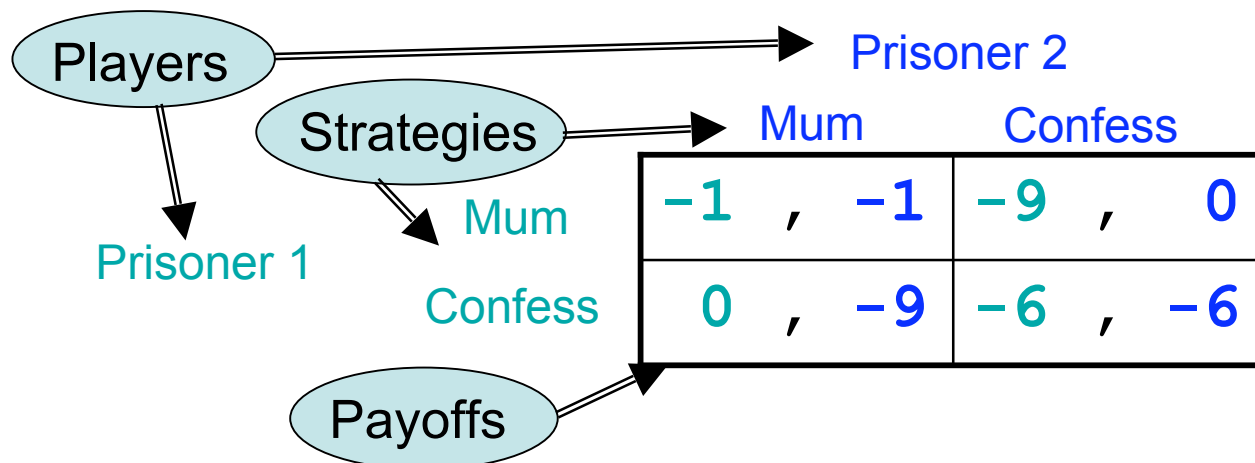 Players
Prisoner 2
Strategies
Mum Confess
Mum
-1 , -1 -9 , 0
Prisoner 1
Confess
0 , -9 -6 , -6
Payoffs